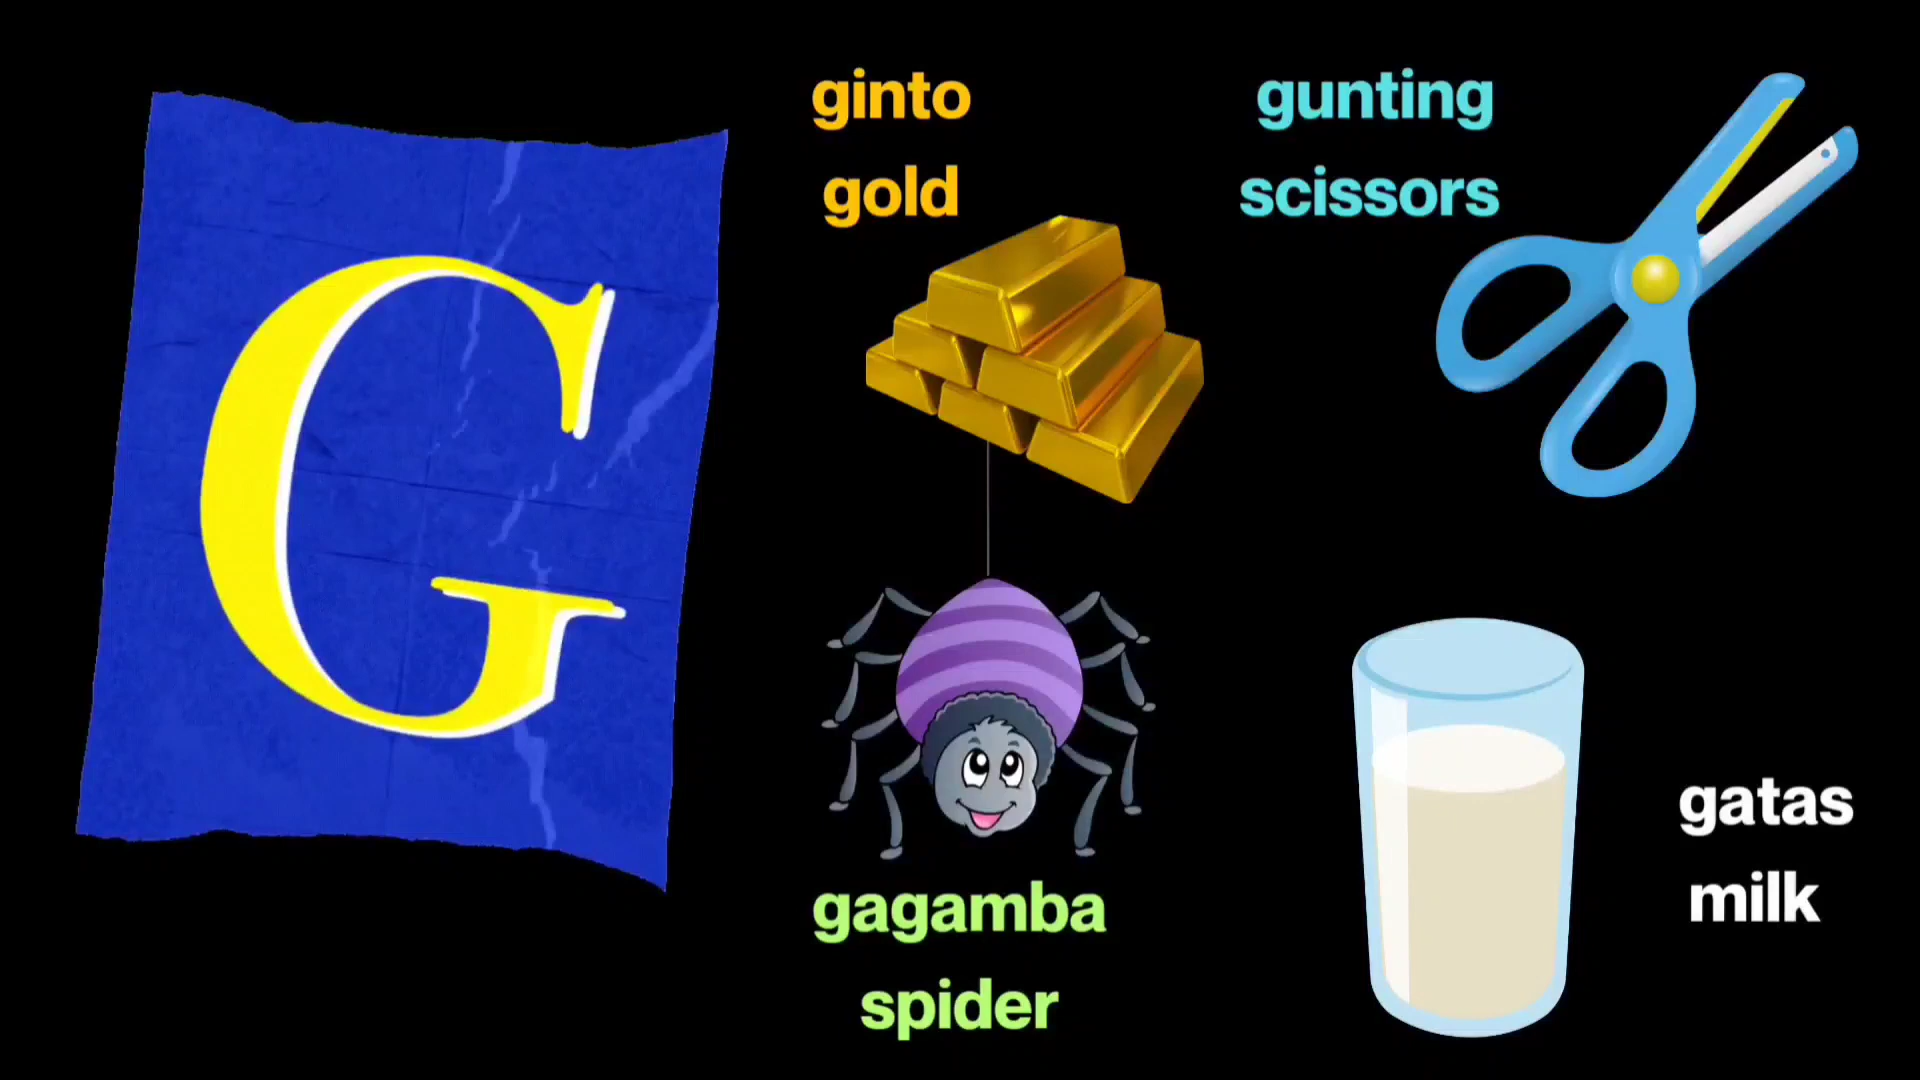 G
ginto
gold
gunting
scissors
gagamba
spider
gatas
milk